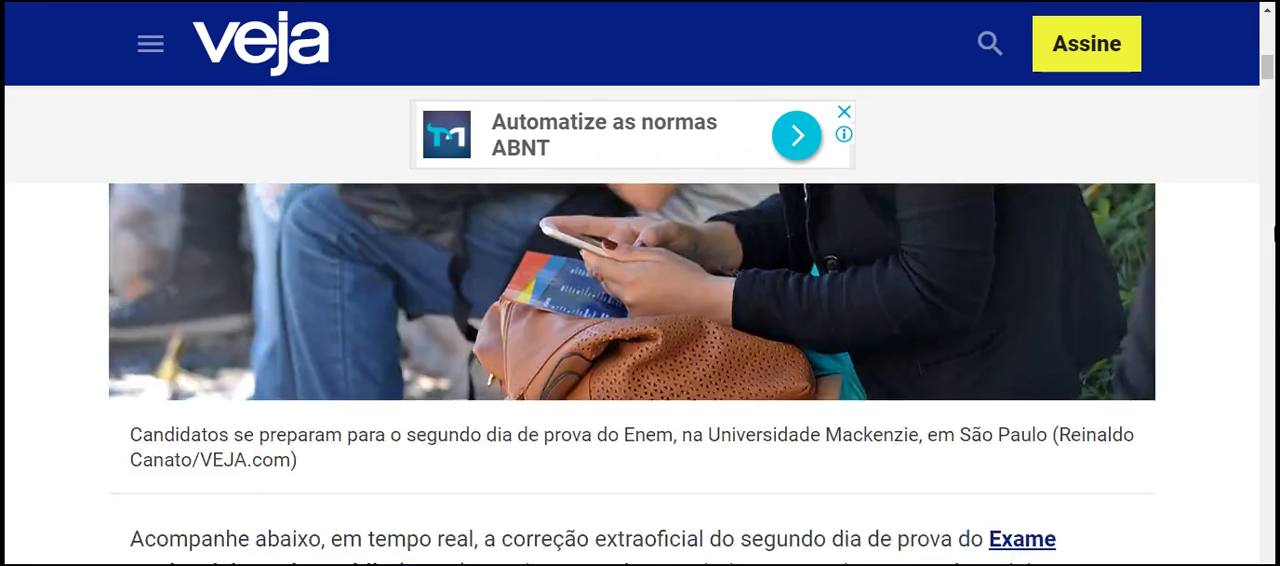 veja
Assine
Automatize as normas
ABNT
Candidatos se preparam para o segundo dia de prova do Enem, na Universidade Mackenzie, em São Paulo (Reinaldo
Canato/VEJA.com)
Acompanhe abaixo, em tempo real, a correção extraoficial do segundo dia de prova do Exame